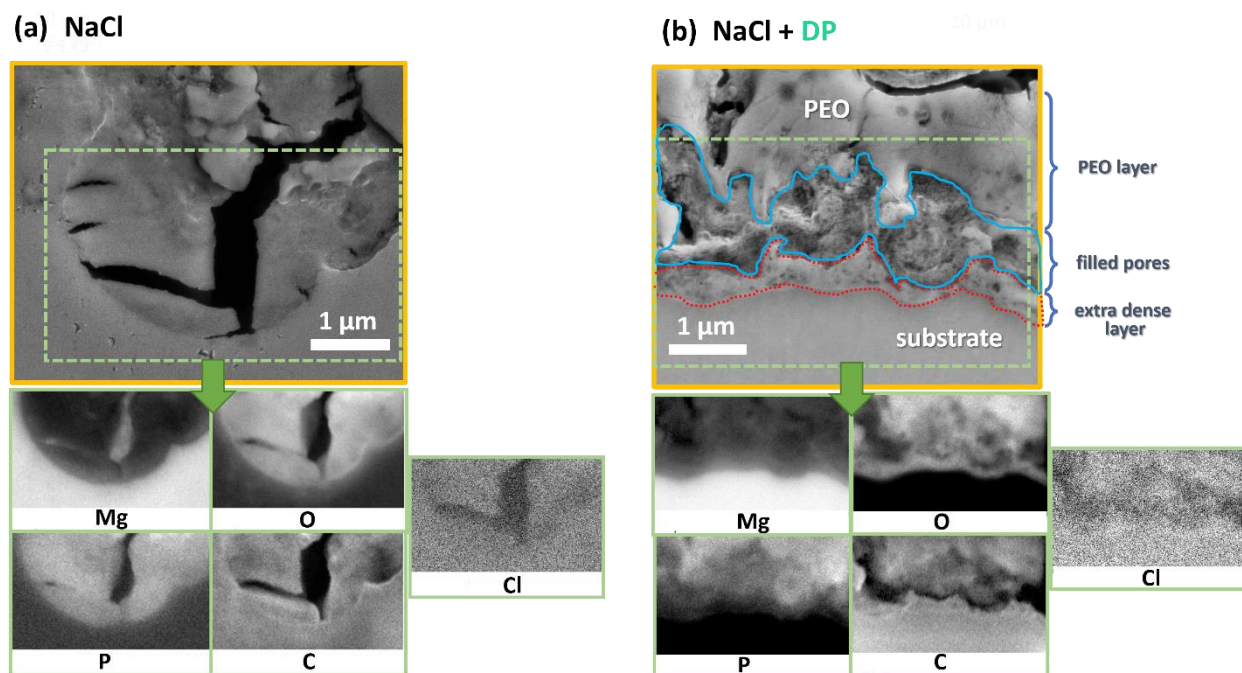 (a) NaCl
(b) NaCl + DP
1 μm
PEO
substrate
1 μm
PEO layer
filled pores
extra dense
layer
Mg
O
P
C
Cl
Mg
O
P
C
Cl